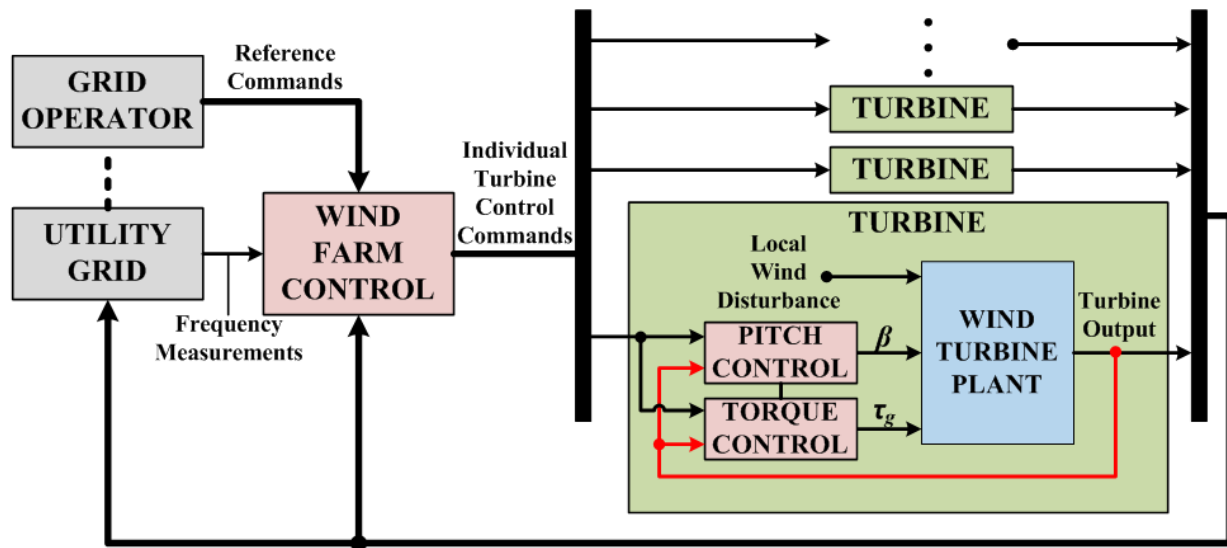 GRID
OPERATOR
Reference
Commands
UTILITY
GRID
Frequency
Measurements
WIND
FARM
CONTROL
Individual
Turbine
Control
Commands
TURBINE
TURBINE
TURBINE
Local
Wind
Disturbance
PITCH
CONTROL
β
TORQUE
CONTROL
τg
WIND
TURBINE
PLANT
Turbine
Output